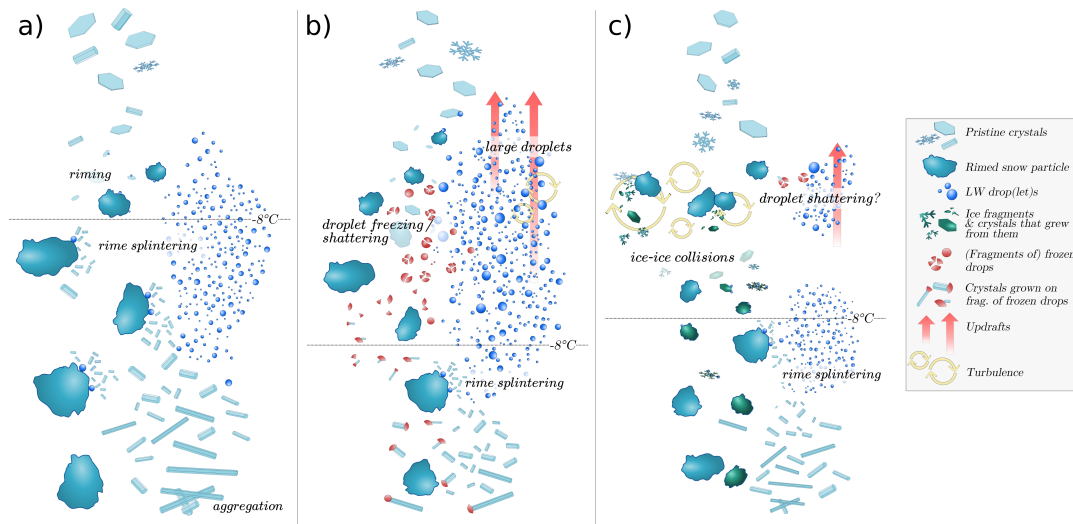 a)
riming
-8°C
rime splintering
aggregation
b)
large droplets
droplet freezing/
shattering
-8°C
rime splintering
c)
droplet shattering?
ice-ice collisions
-8°C
rime splintering
Pristine crystals
Rimed snow particle
LW drop(let)s
Ice fragments
& crystals that grew
from them
(Fragments of) frozen
drops
Crystals grown on
frag. of frozen drops
Updrafts
Turbulence